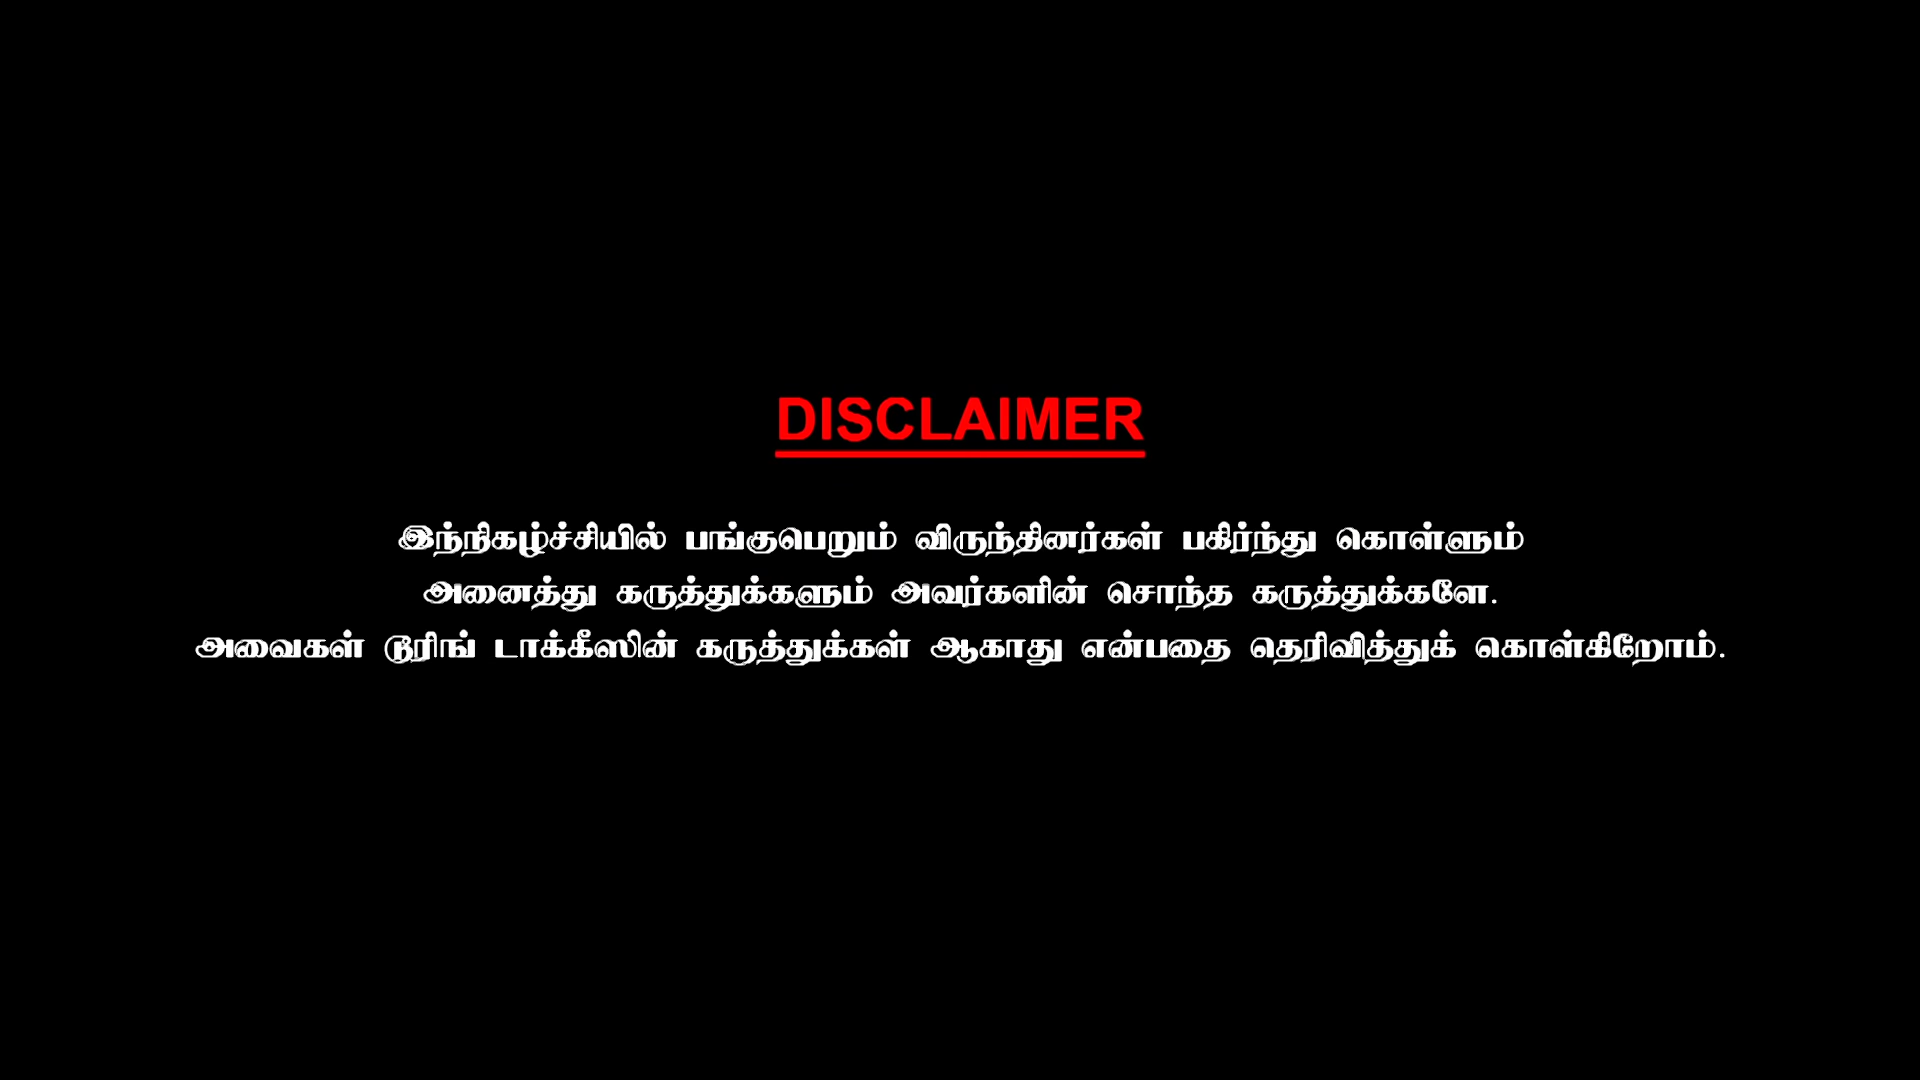 DISCLAIMER
இந்நிகழ்ச்சியில் பங்குபெறும் விருந்தினர்கள் பகிர்ந்து கொள்ளும்
அனைத்து கருத்துக்களும் அவர்களின் சொந்த கருத்துக்களே.
அவைகள் டூரிங் டாக்கீஸின் கருத்துக்கள் ஆகாது என்பதை தெரிவித்துக் கொள்கிறோம்.